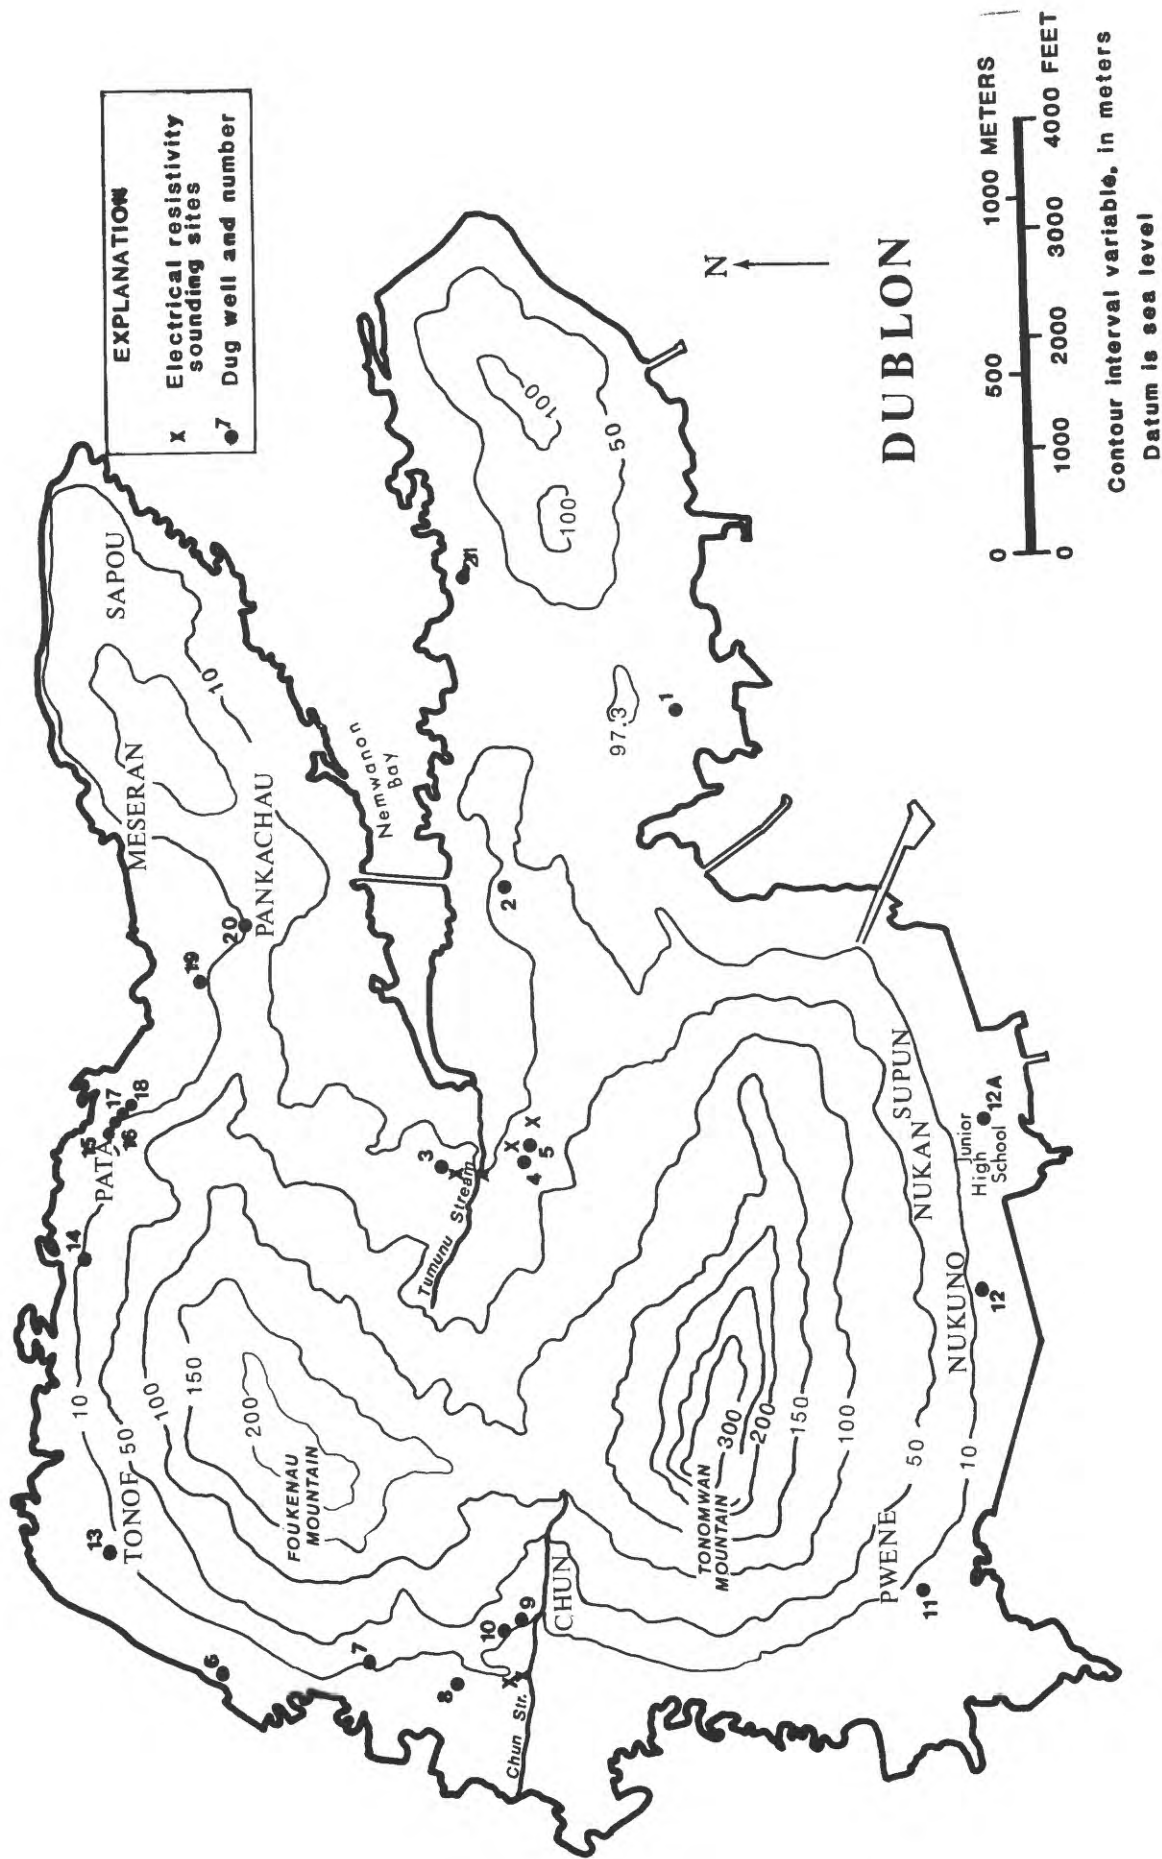 EXPLANATION
x Electrical resistivity
sounding sites
7 Dug well and number
SAPOU
10
MESERAN
PANKACHAU
20
19
Nemwanon
Bay
15
16
17
18
PATA
14
10
50
100
150
200
TONOF
13
FOUKENAU
MOUNTAIN
6
7
8
10
9
Chun Str.
CHUN
Tumunu Stream
3
4
5
X
X
X
X
2
1
97.3
100
100
50
TONOMWAN
MOUNTAIN
300
200
150
100
50
10
PWENE
11
NUKUNO
12
NUKAN
SUPUN
Junior
High
School
12A
N
DUBLON
0 500 1000 METERS
0 1000 2000 3000 4000 FEET
Contour interval variable, in meters
Datum is sea level